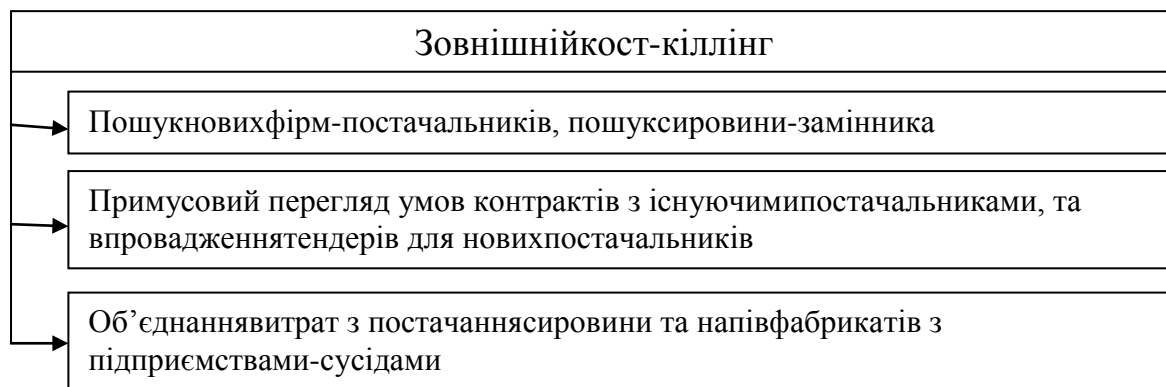 Зовнішнійкост-кіллінг
Пошукновихфірм-постачальників, пошуксировини-замінника
Примусовий перегляд умов контрактів з існуючимипостачальниками, та
впровадженнятендерів для новихпостачальників
Об’єднаннявитрат з постачаннясировини та напівфабрикатів з
підприємствами-сусідами